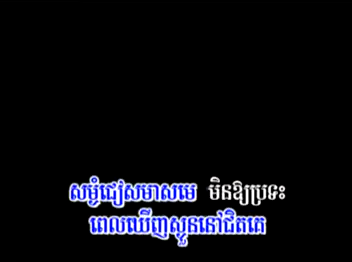 សម្ងំជៀសមាសមេ មិនឱ្យប្រទះ
ពេលឃើញស្ងួននៅជិតគេ